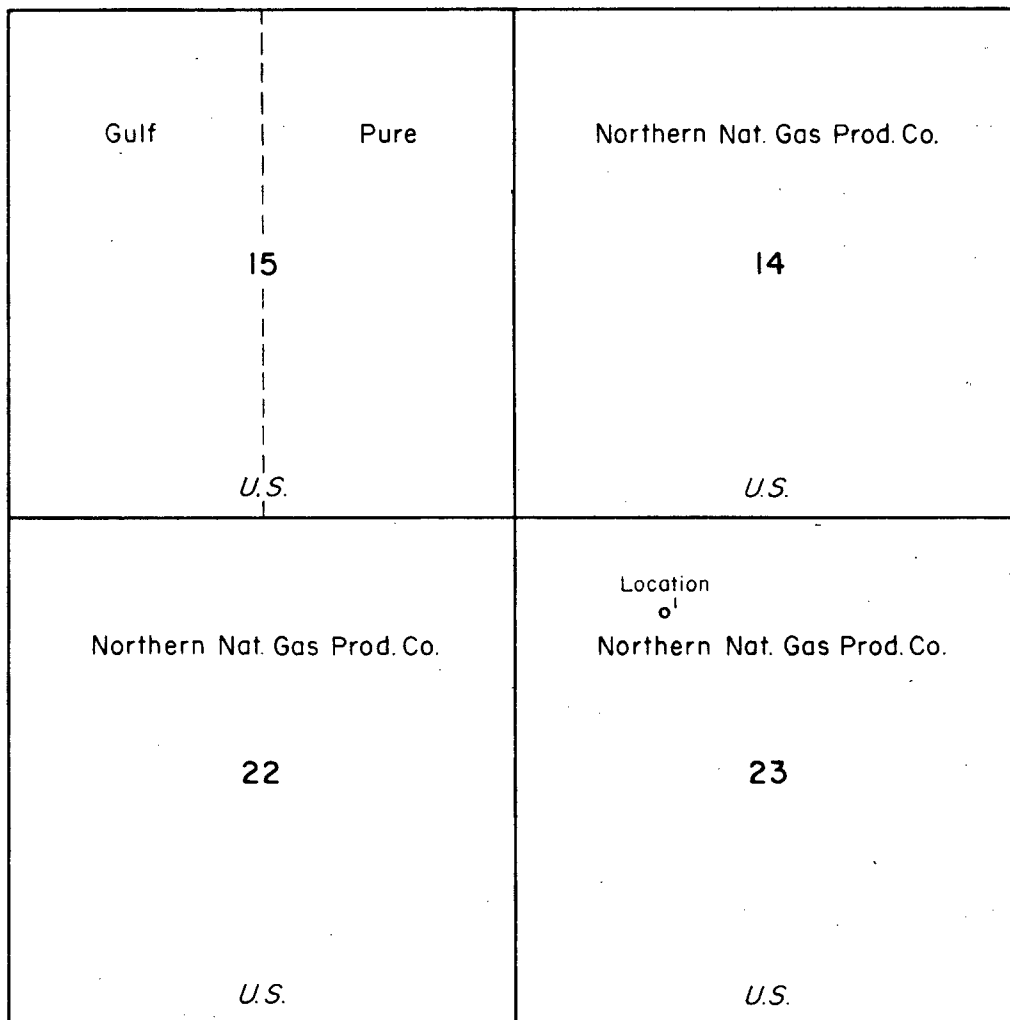 Gulf
Pure
15
U.S.
Northern Nat. Gas Prod. Co.
14
U.S.
Northern Nat. Gas Prod. Co.
22
U.S.
Location
1
Northern Nat. Gas Prod. Co.
23
U.S.